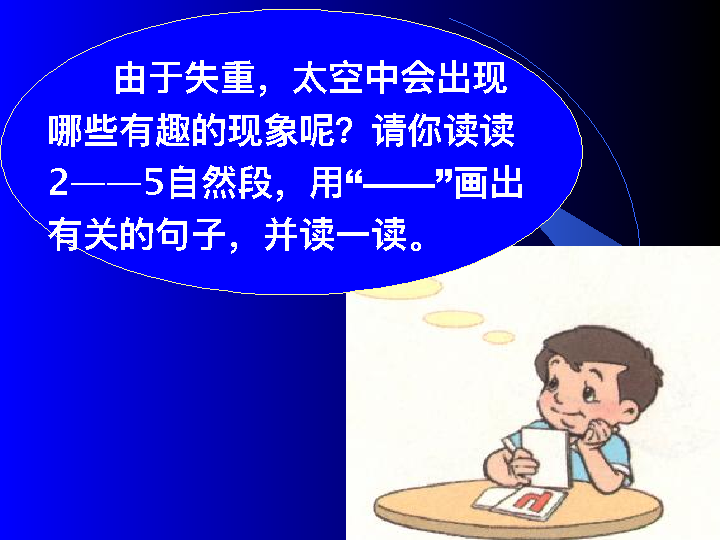 由于失重，太空中会出现
哪些有趣的现象呢？请你读读
2——5自然段，用“——”画出
有关的句子，并读一读。